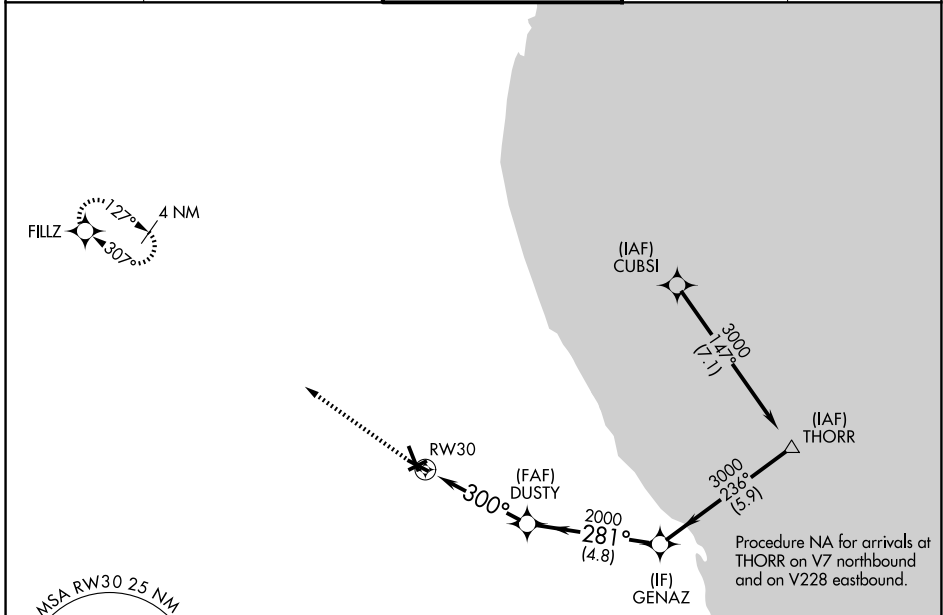 127°
4 NM
FILLZ
307°
(IAF)
CUBSI
3000
147°
(7.1)
(IAF)
THORR
RW30
3000
236°
(5.9)
(FAF)
DUSTY
300°
2000
281°
(4.8)
(IF)
GENAZ
Procedure NA for arrivals at
THORR on V7 northbound
and on V228 eastbound.
MSA RW30 25 NM